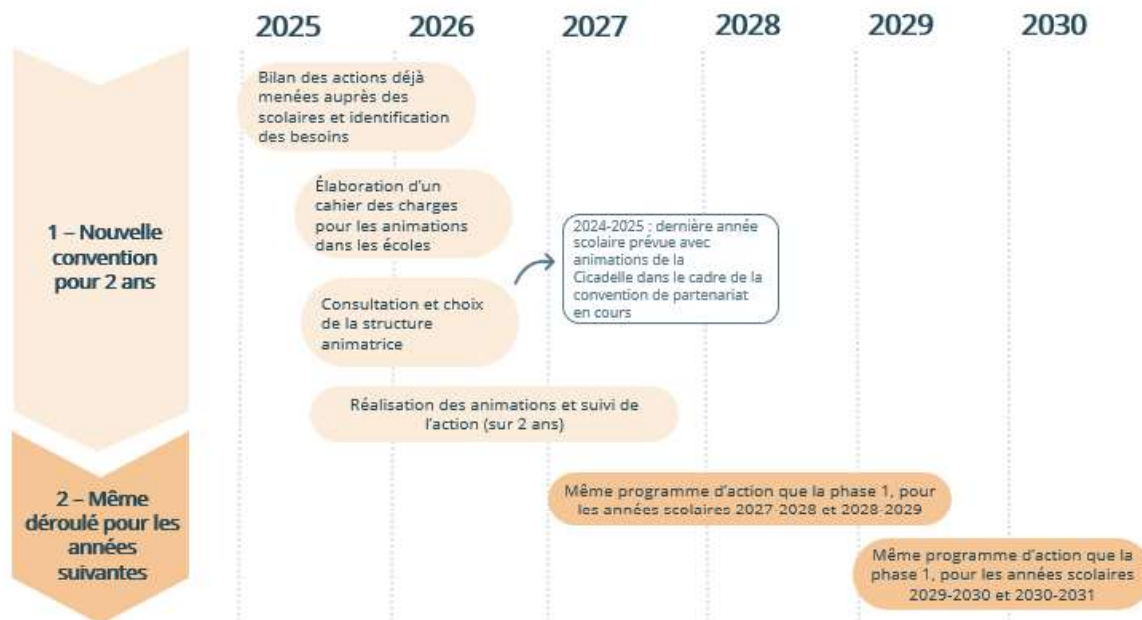 2025 2026 2027 2028 2029 2030
1 – Nouvelle
convention
pour 2 ans
Bilan des actions déjà
menées auprès des
scolaires et identification
des besoins
Élaboration d'un
cahier des charges
pour les animations
dans les écoles
Consultation et choix
de la structure
animatrice
2024-2025 : dernière année
scolaire prévue avec
animations de la
Cicadelle dans le cadre de la
convention de partenariat
en cours
Réalisation des animations et suivi de
l'action (sur 2 ans)
2 – Même
déroulé pour les
années
suivantes
Même programme d'action que la phase 1, pour
les années scolaires 2027-2028 et 2028-2029
Même programme d'action que la
phase 1, pour les années scolaires
2029-2030 et 2030-2031